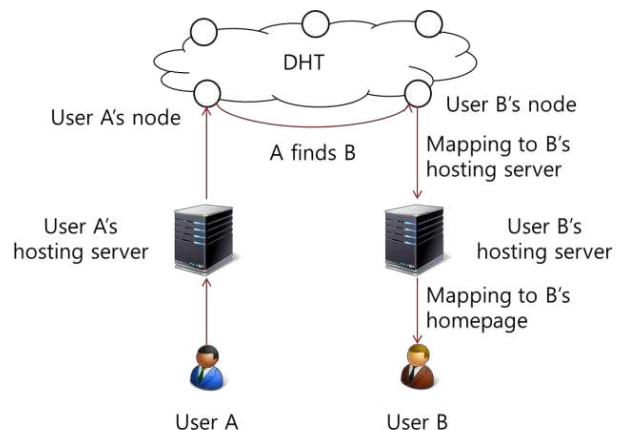 DHT
User A's node
User B's node
A finds B
Mapping to B's
hosting server
User A's
hosting server
User B's
hosting server
Mapping to B's
homepage
User A
User B